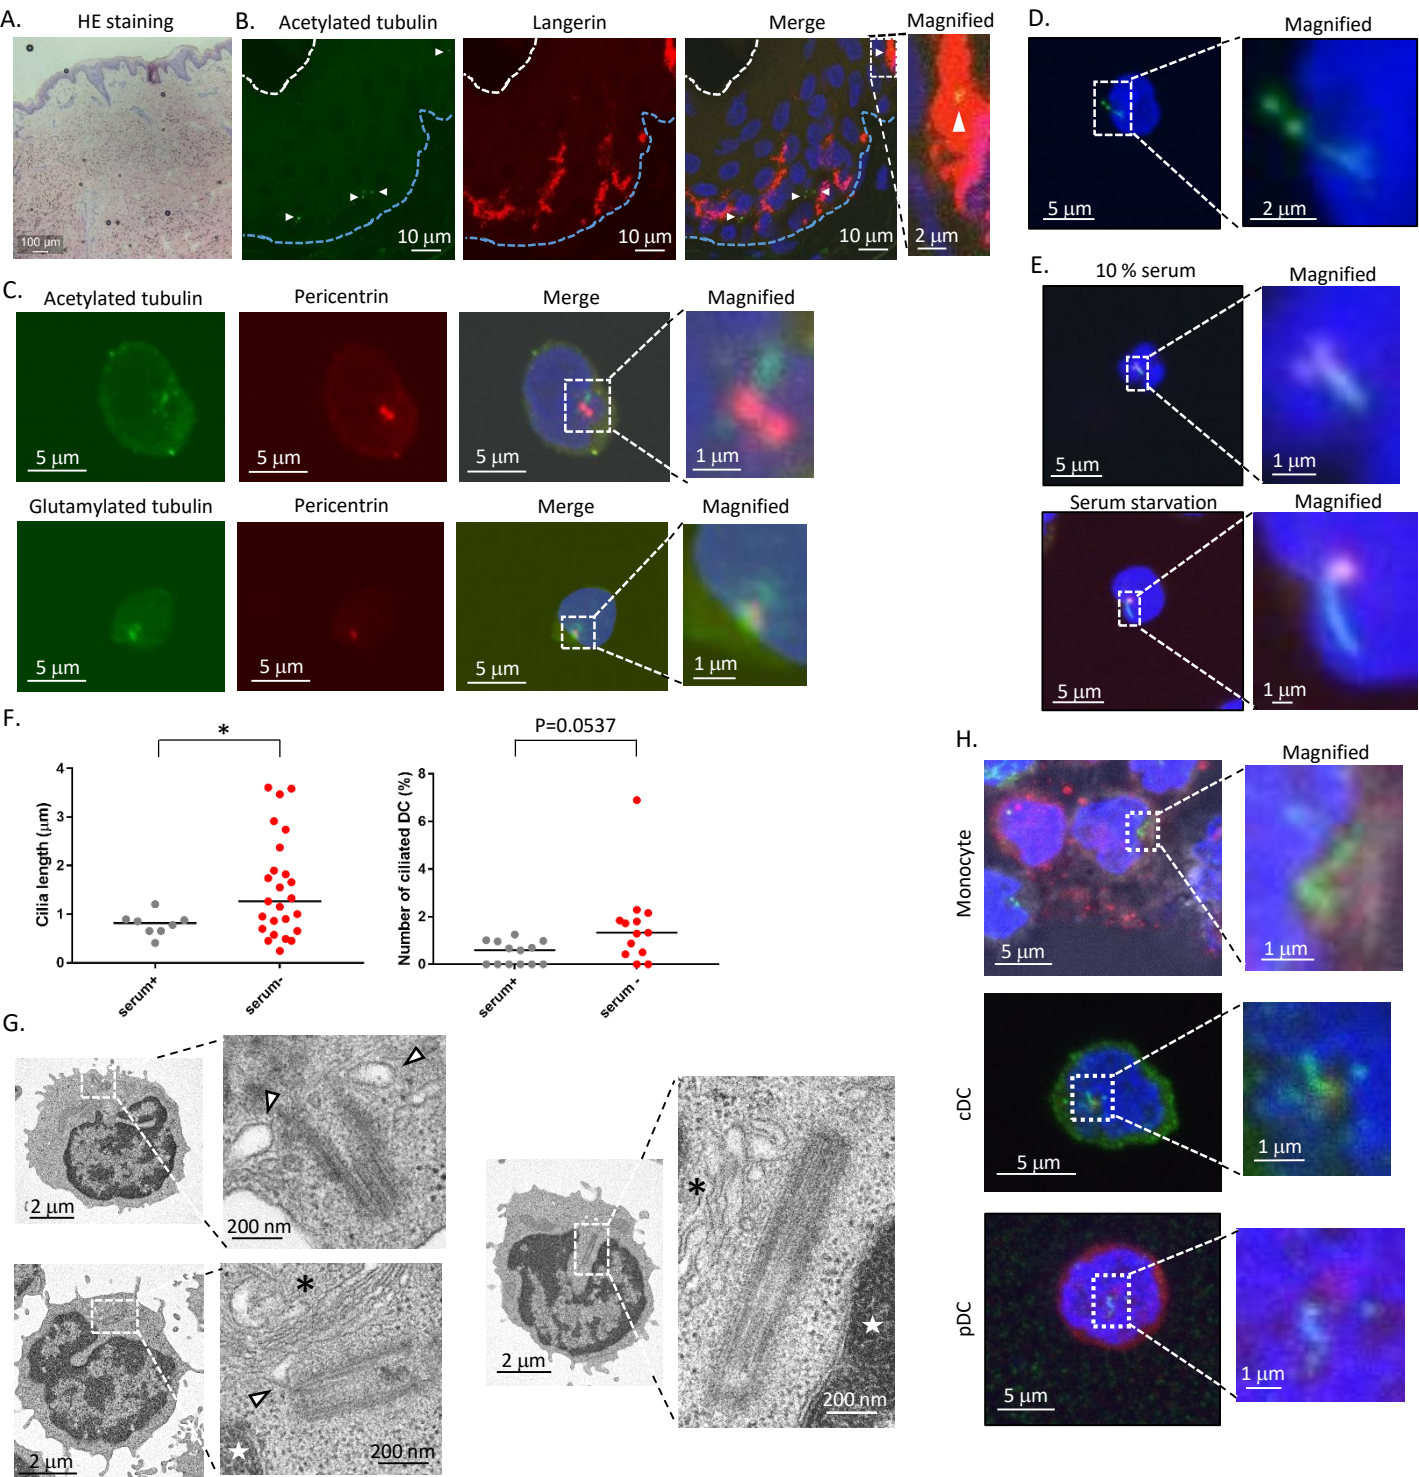 A.
HE staining
100 µm
B.
Acetylated tubulin
Langerin
Merge
Magnified
10 µm
10 µm
10 µm
2 µm
C.
Acetylated tubulin
Pericentrin
Merge
Magnified
5 µm
5 µm
5 µm
1 µm
Glutamylated tubulin
Pericentrin
Merge
Magnified
5 µm
5 µm
5 µm
1 µm
D.
Magnified
5 µm
2 µm
E.
10 % serum
Magnified
5 µm
1 µm
Serum starvation
Magnified
5 µm
1 µm
F.
*
Cilia length (µm)
4
3
2
1
0
serum+
serum-
P=0.0537
Number of ciliated DC (%)
8
6
4
2
0
serum+
serum -
G.
2 µm
200 nm
2 µm
*
200 nm
2 µm
*
200 nm
H.
Monocyte
Magnified
5 µm
1 µm
cDC
5 µm
1 µm
pDC
5 µm
1 µm